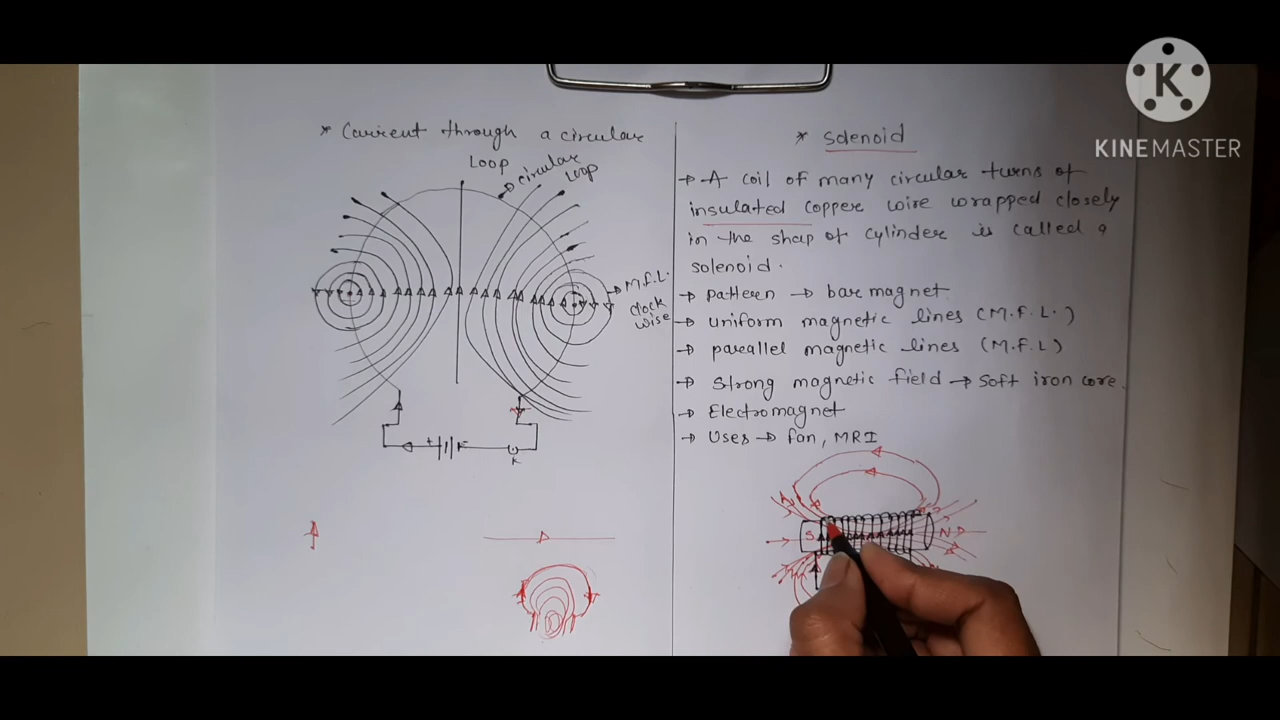 K
KINEMASTER
* Current through a circular
Loop
circular
Loop
M.F.L.
clock
wise
+
K
* solenoid
→ A coil of many circular turns of
insulated copper wire wrapped closely
in the shap of cylinder is called a
solenoid.
→ patteren → bar magnet
→ uniform magnetic lines (M.F.L.)
→ parallel magnetic lines (M.F.L)
→ Strong magnetic field → soft iron core.
→ Electromagnet
→ Uses → fan, MRI
S
N